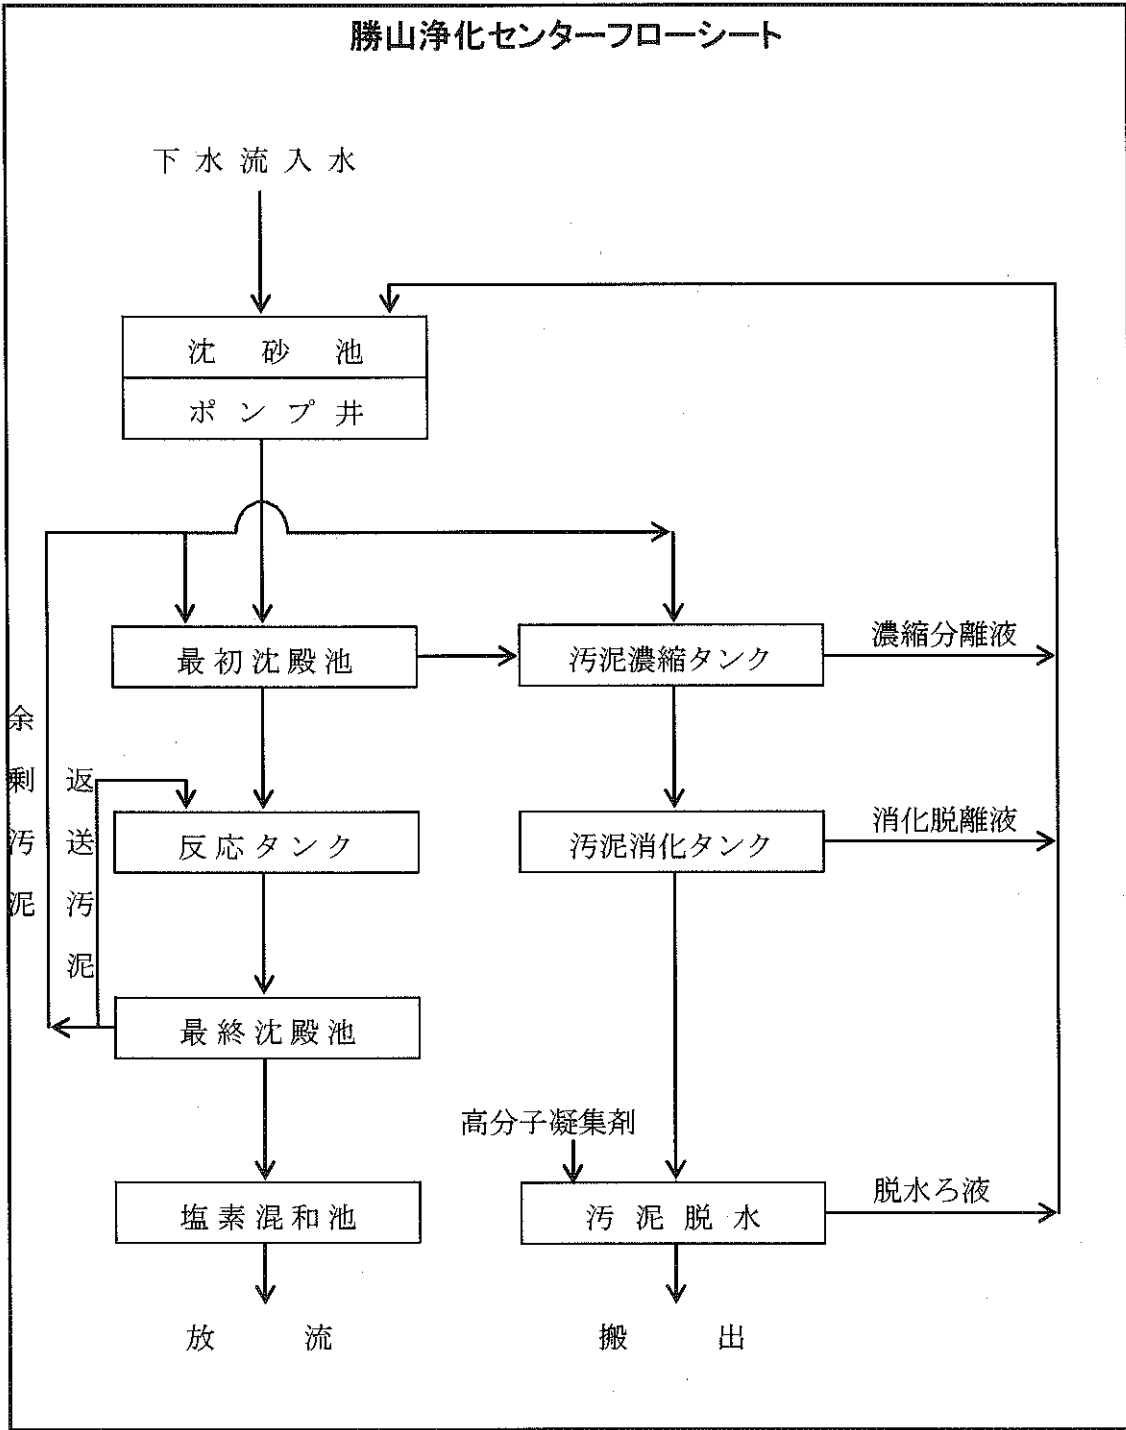 勝山浄化センターフローシート
下水流入水
沈砂池
ポンプ井
最初沈殿池
汚泥濃縮タンク
濃縮分離液
余剰汚泥
返送汚泥
反応タンク
汚泥消化タンク
消化脱離液
最終沈殿池
高分子凝集剤
塩素混和池
汚泥脱水
脱水ろ液
放流
搬出